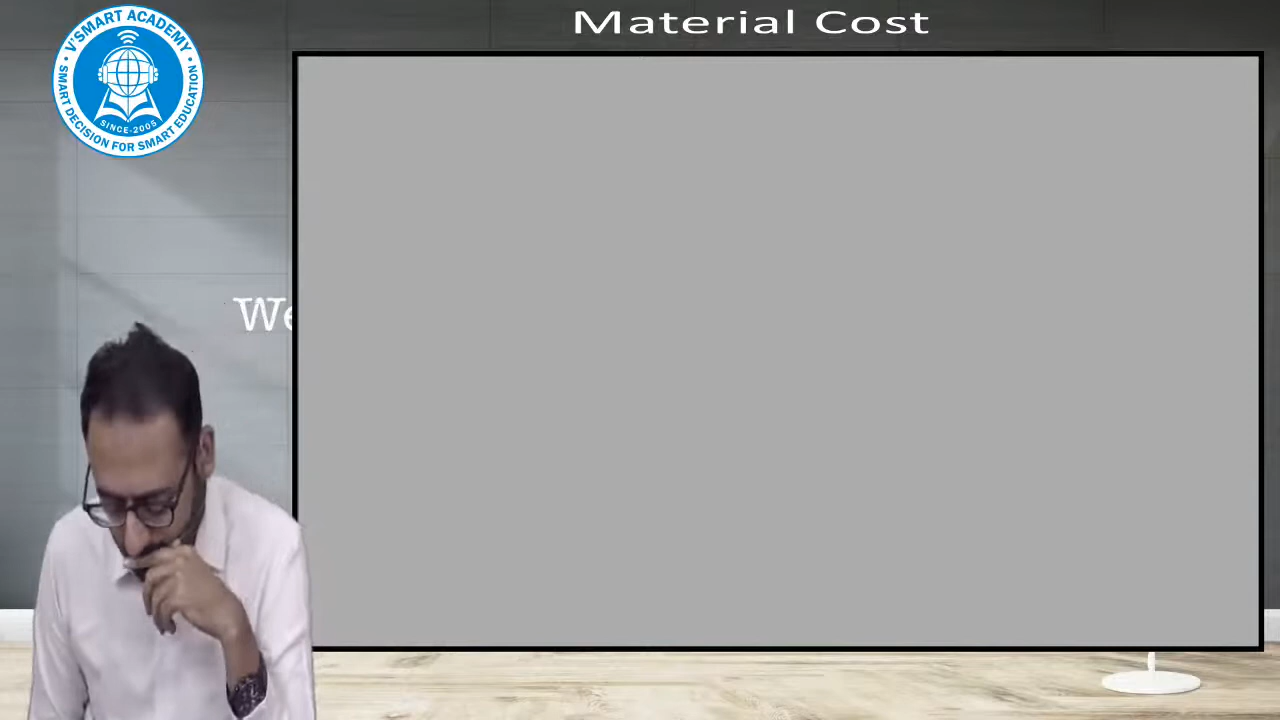 Material Cost
V'SMART ACADEMY
SMART DECISION FOR SMART EDUCATION
SINCE-2005
We